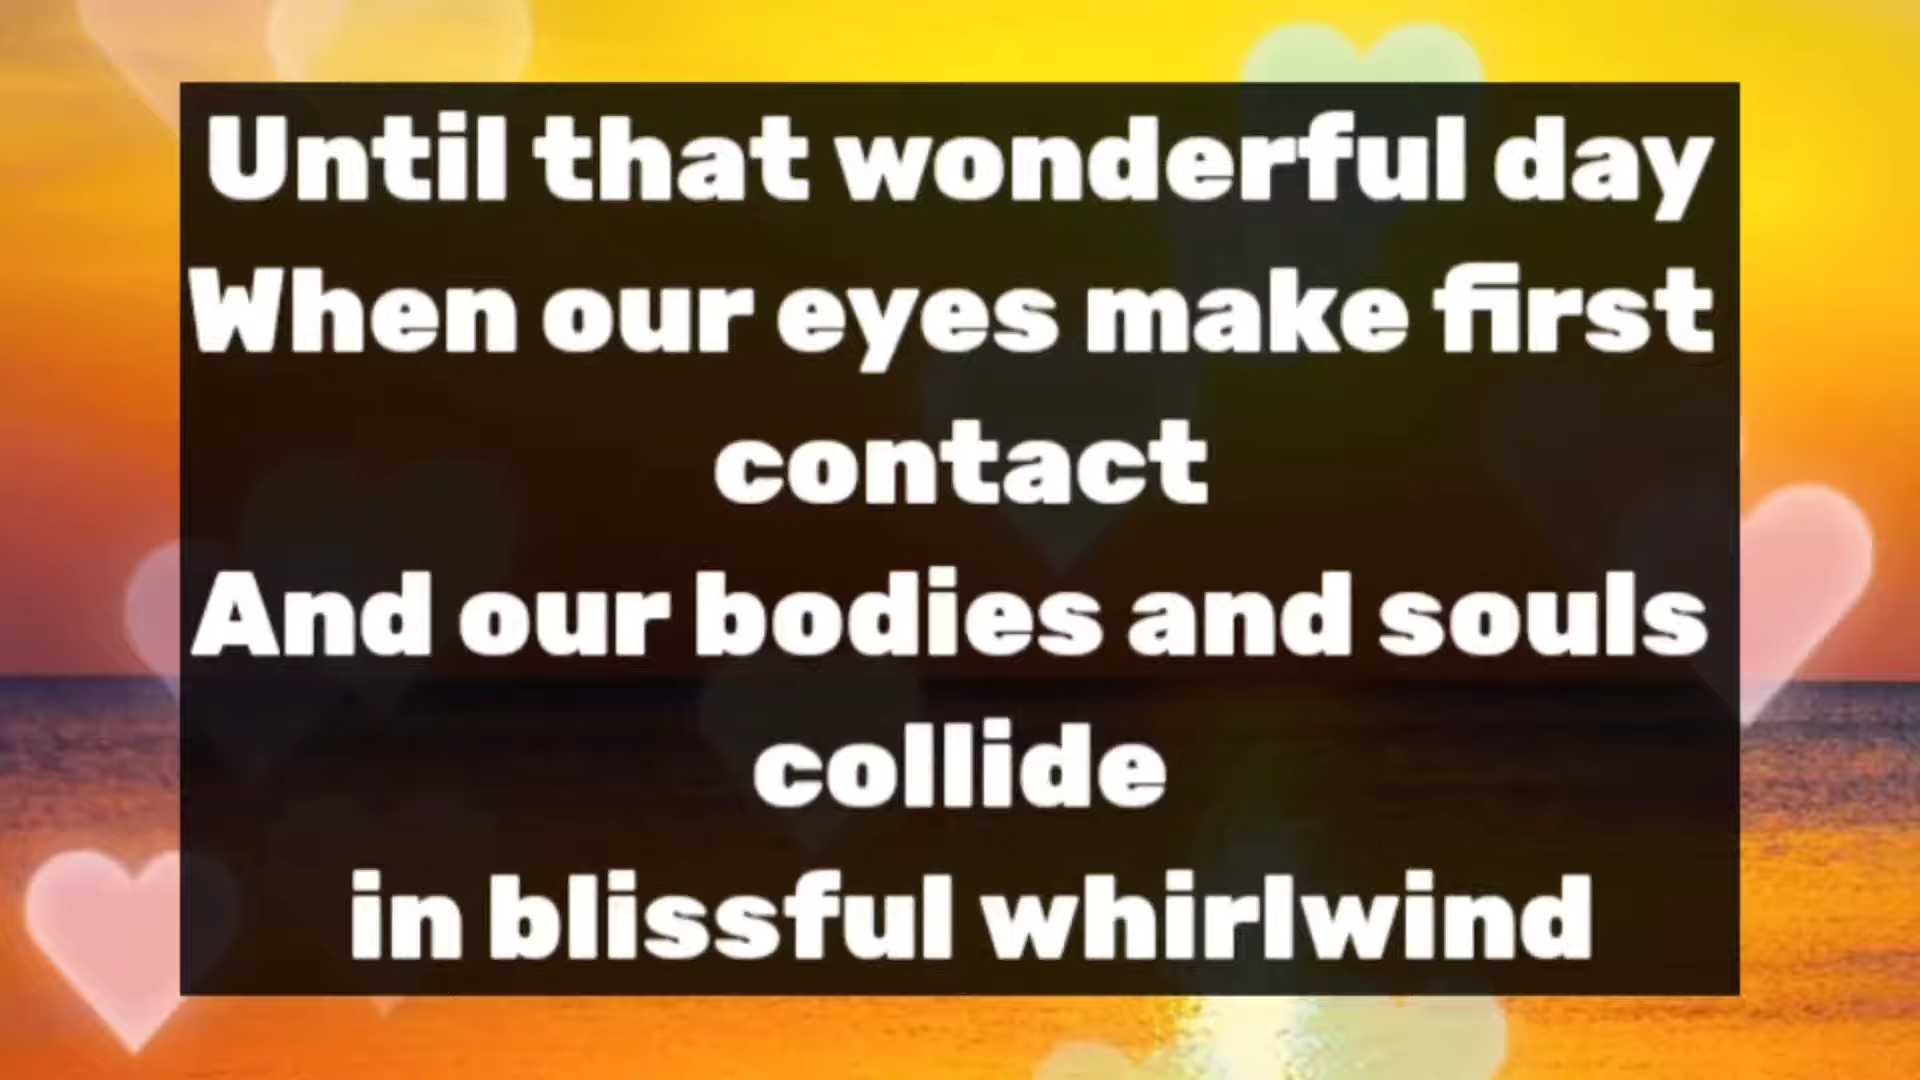 Until that wonderful day
When our eyes make first
contact
And our bodies and souls
collide
in blissful whirlwind